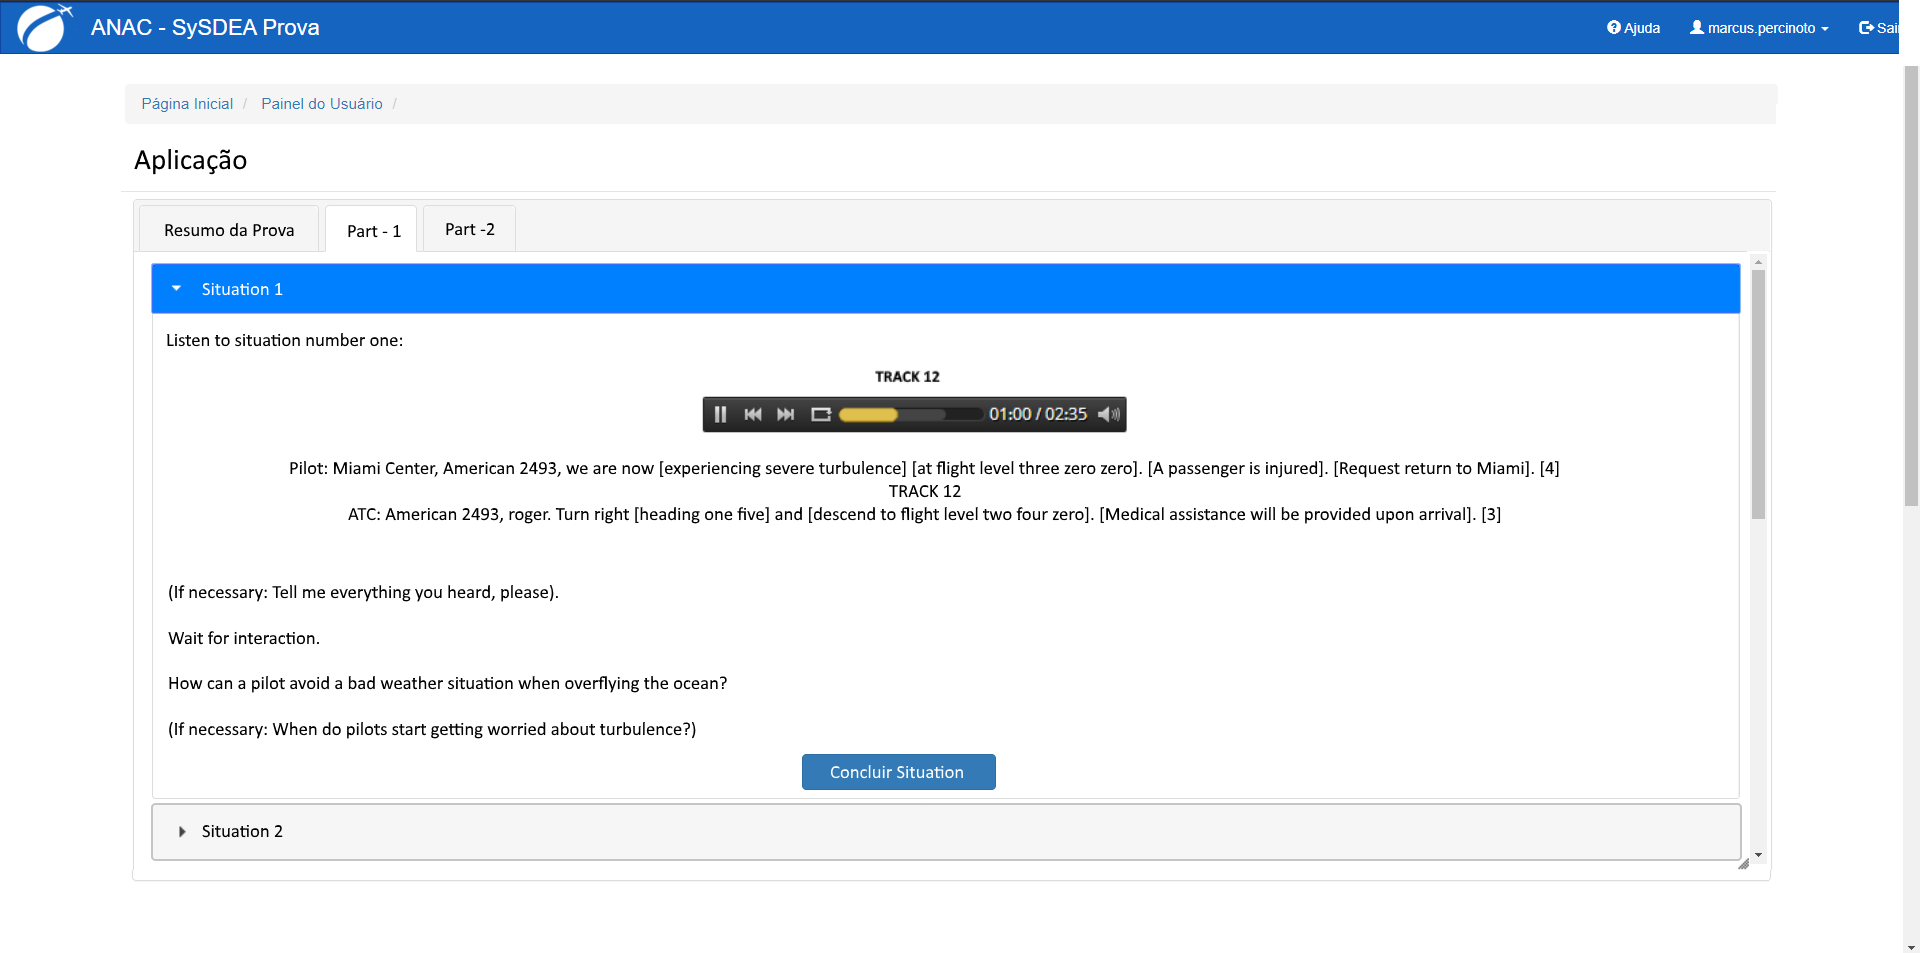 ANAC - SySDEA Prova
Ajuda
marcus.percinoto
Sai
Página Inicial / Painel do Usuário /
Aplicação
Resumo da Prova
Part - 1
Part -2
Situation 1
Listen to situation number one:
TRACK 12
01:00 / 02:35
Pilot: Miami Center, American 2493, we are now [experiencing severe turbulence] [at flight level three zero zero]. [A passenger is injured]. [Request return to Miami]. [4]
TRACK 12
ATC: American 2493, roger. Turn right [heading one five] and [descend to flight level two four zero]. [Medical assistance will be provided upon arrival]. [3]
(If necessary: Tell me everything you heard, please).
Wait for interaction.
How can a pilot avoid a bad weather situation when overflying the ocean?
(If necessary: When do pilots start getting worried about turbulence?)
Concluir Situation
Situation 2